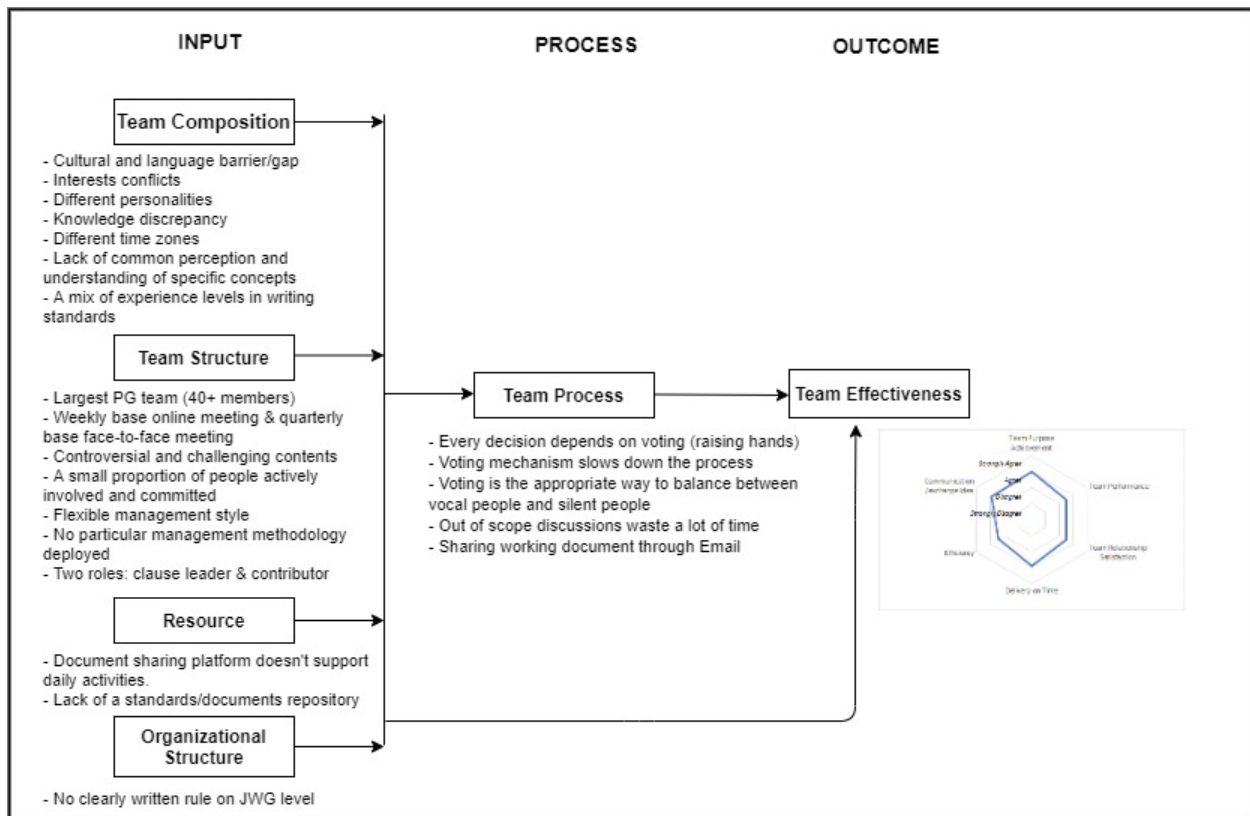 INPUT
PROCESS
OUTCOME
Team Composition
- Cultural and language barrier/gap
- Interests conflicts
- Different personalities
- Knowledge discrepancy
- Different time zones
- Lack of common perception and
understanding of specific concepts
- A mix of experience levels in writing
standards
Team Structure
- Largest PG team (40+ members)
- Weekly base online meeting & quarterly
base face-to-face meeting
- Controversial and challenging contents
- A small proportion of people actively
involved and committed
- Flexible management style
- No particular management methodology
deployed
- Two roles: clause leader & contributor
Resource
- Document sharing platform doesn't support
daily activities.
- Lack of a standards/documents repository
Organizational
Structure
- No clearly written rule on JWG level
Team Process
- Every decision depends on voting (raising hands)
- Voting mechanism slows down the process
- Voting is the appropriate way to balance between
vocal people and silent people
- Out of scope discussions waste a lot of time
- Sharing working document through Email
Team Effectiveness
Team Purpose
Achievement
Strongly Agree
Agree
Disagree
Strongly Disagree
Team Performance
Team Relationship
Satisfaction
Delivery on Time
Efficiency
Communication